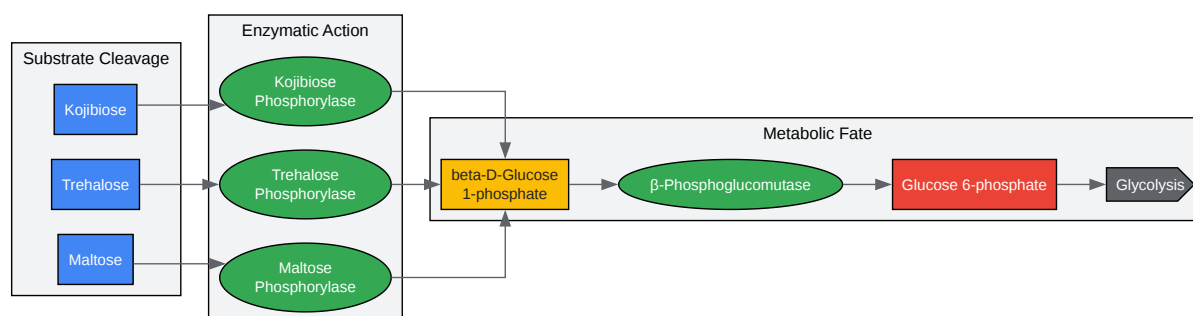 Substrate Cleavage
Kojibiose
Trehalose
Maltose
Enzymatic Action
Kojibiose
Phosphorylase
Trehalose
Phosphorylase
Maltose
Phosphorylase
Metabolic Fate
beta-D-Glucose
1-phosphate
β-Phosphoglucomutase
Glucose 6-phosphate
Glycolysis